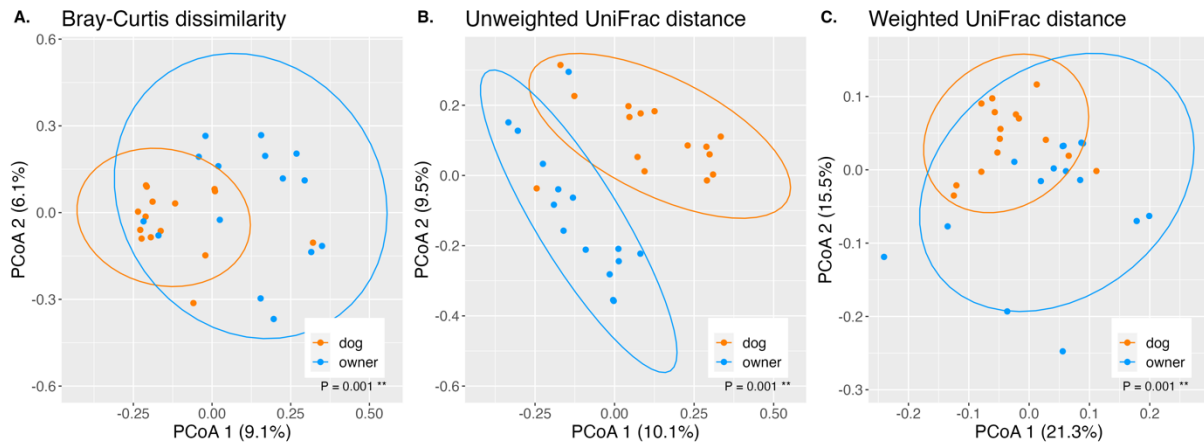 A. Bray-Curtis dissimilarity
0.6
0.3
0.0
-0.3
-0.6
PCoA 2 (6.1%)
-0.25
0.00
0.25
0.50
PCoA 1 (9.1%)
dog
owner
P = 0.001 **
B. Unweighted UniFrac distance
0.2
0.0
-0.2
-0.4
-0.6
PCoA 2 (9.5%)
-0.25
0.00
0.25
0.50
PCoA 1 (10.1%)
dog
owner
P = 0.001 **
C. Weighted UniFrac distance
0.1
0.0
-0.1
-0.2
-0.3
PCoA 2 (15.5%)
-0.2
-0.1
0.0
0.1
0.2
PCoA 1 (21.3%)
dog
owner
P = 0.001 **